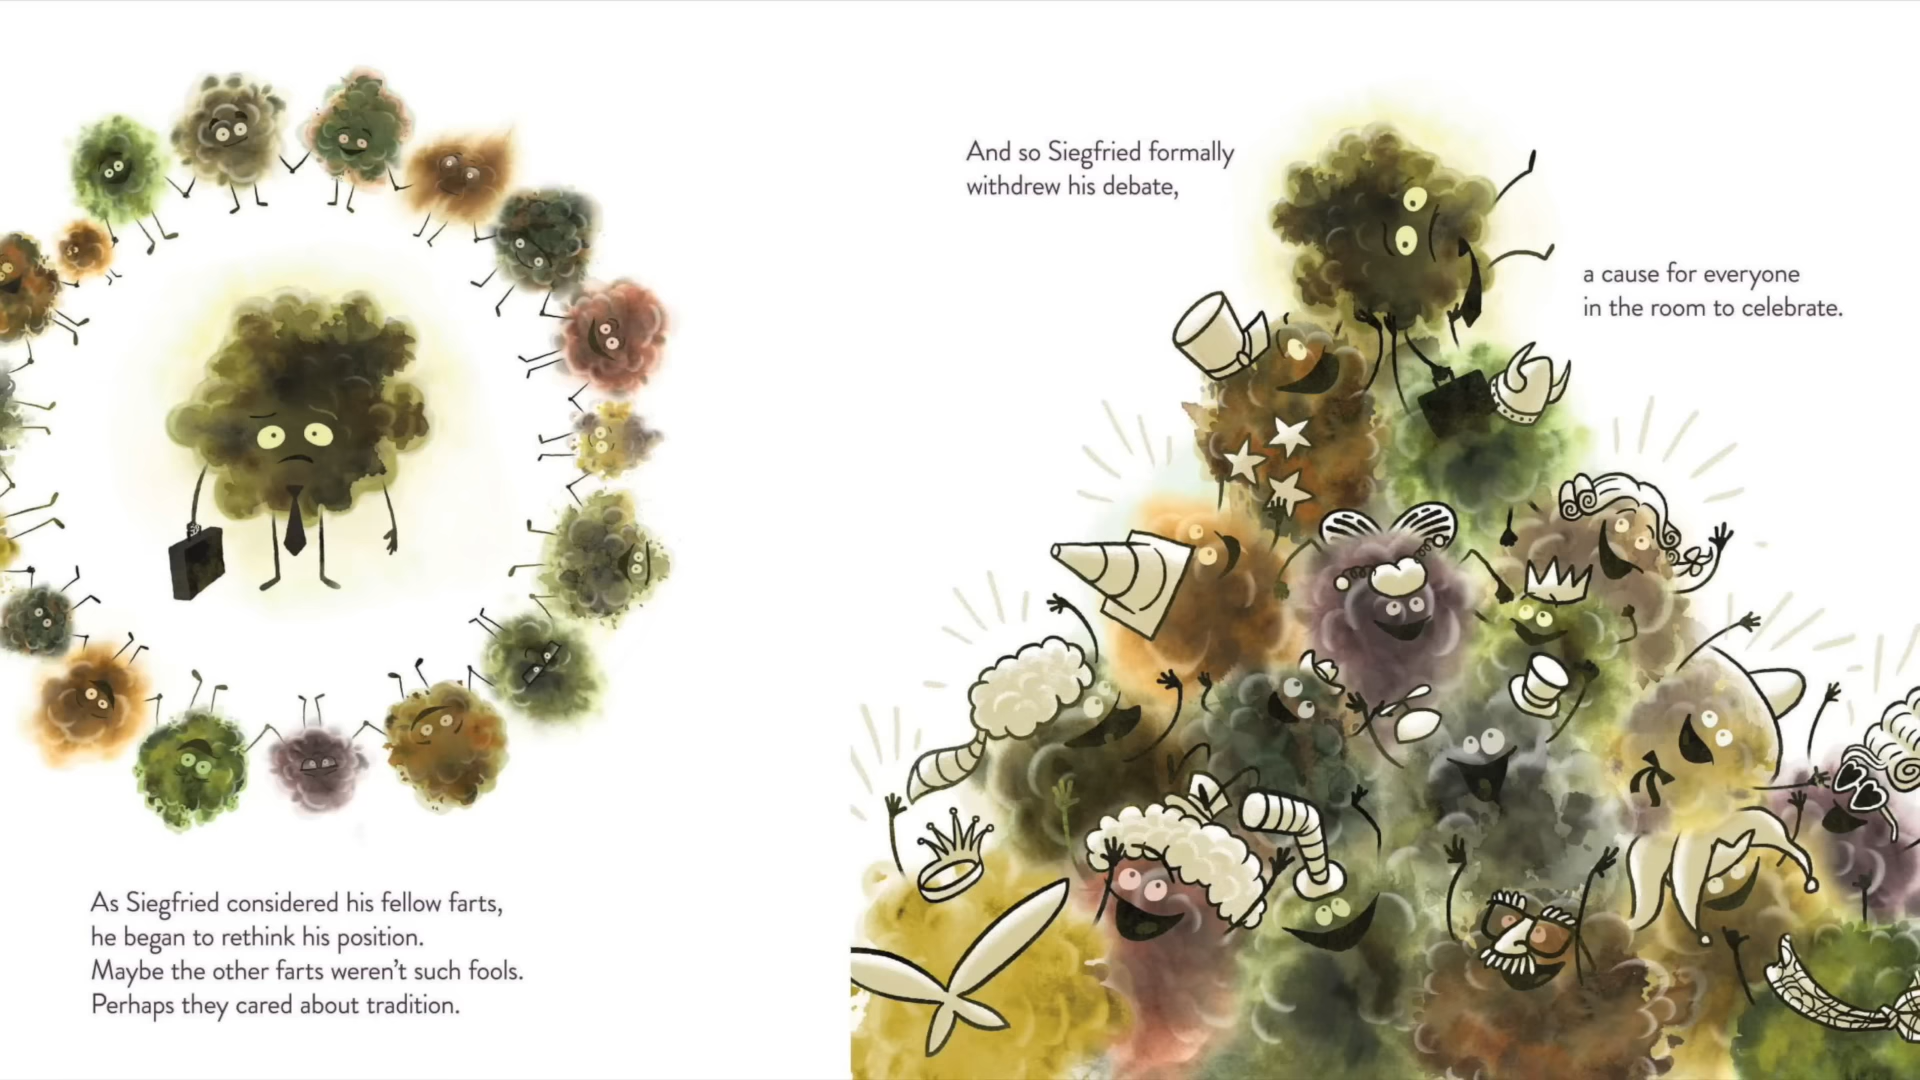 As Siegfried considered his fellow farts,
he began to rethink his position.
Maybe the other farts weren't such fools.
Perhaps they cared about tradition.
And so Siegfried formally
withdrew his debate,
a cause for everyone
in the room to celebrate.